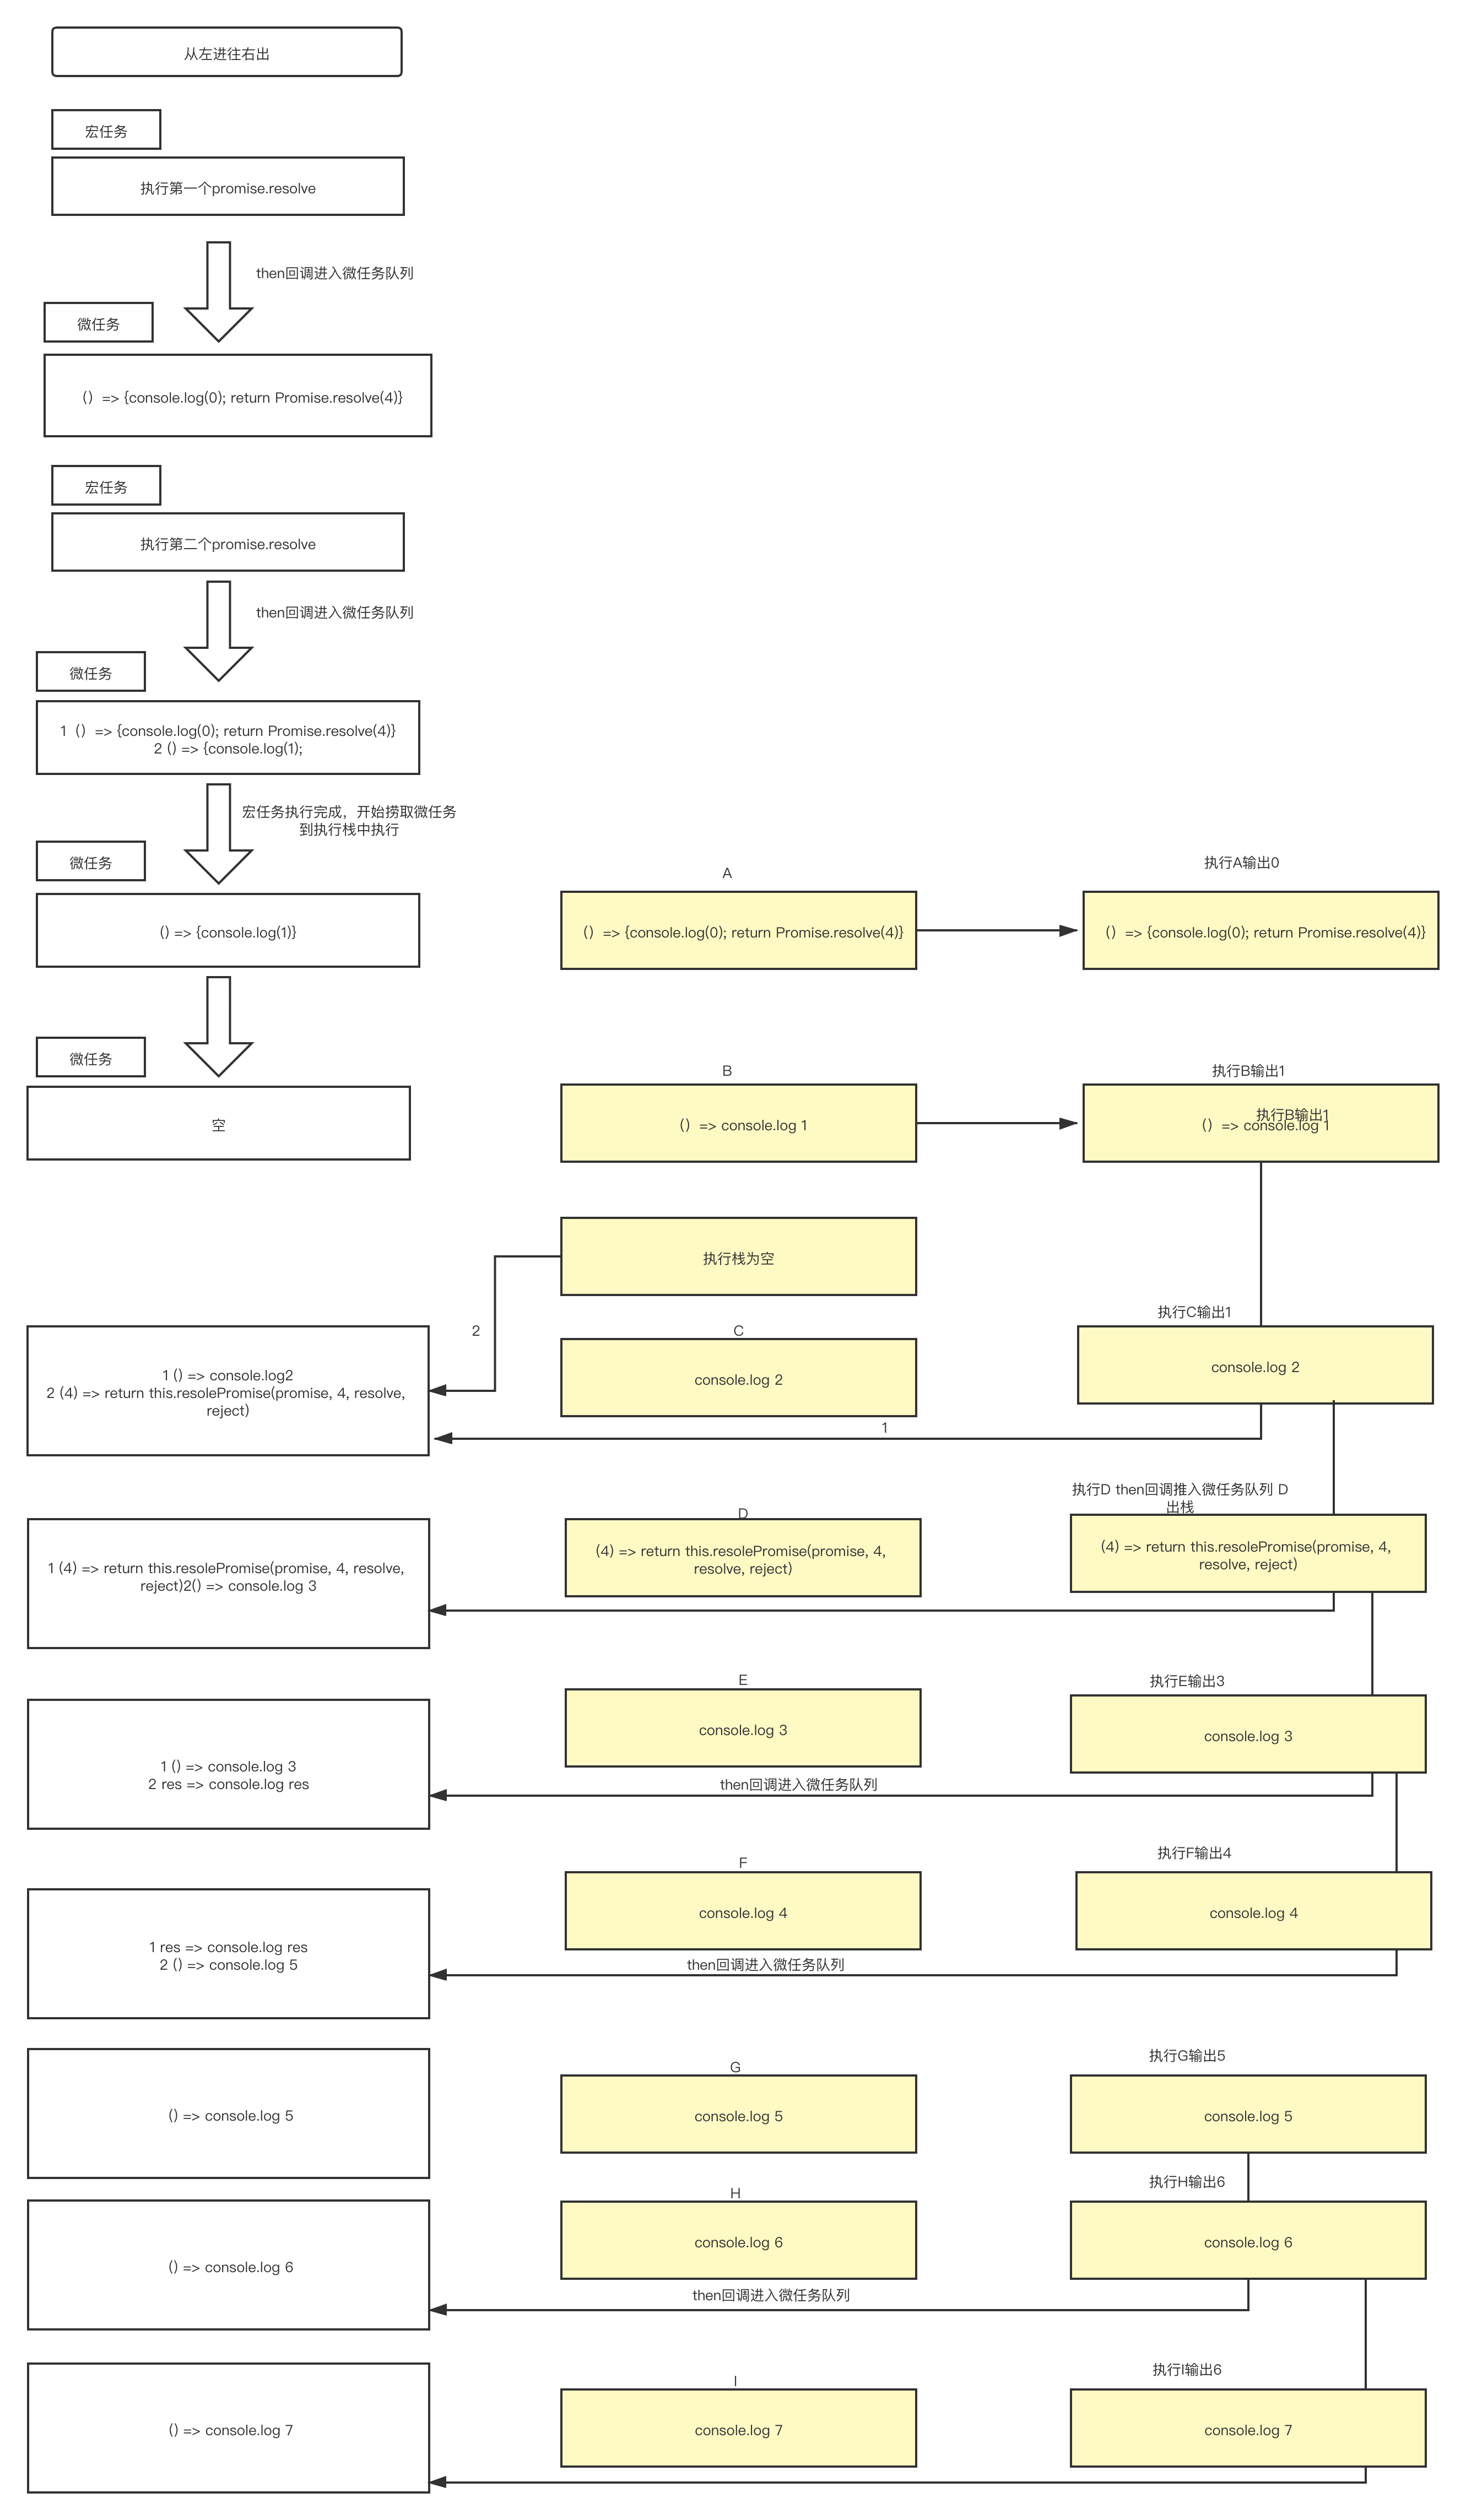 从左进往右出
宏任务
执行第一个promise.resolve
then回调进入微任务队列
微任务
() => {console.log(0); return Promise.resolve(4)}
宏任务
执行第二个promise.resolve
then回调进入微任务队列
微任务
1 () => {console.log(0); return Promise.resolve(4)}
2 () => {console.log(1);
宏任务执行完成，开始捞取微任务
到执行栈中执行
微任务
() => {console.log(1)}
A
() => {console.log(0); return Promise.resolve(4)}
执行A输出0
() => {console.log(0); return Promise.resolve(4)}
微任务
空
B
() => console.log 1
执行B输出1
执行B输出1
() => console.log 1
执行栈为空
2
1 () => console.log2
2 (4) => return this.resolePromise(promise, 4, resolve,
reject)
C
console.log 2
执行C输出1
console.log 2
1
1 (4) => return this.resolePromise(promise, 4, resolve,
reject)2() => console.log 3
D
(4) => return this.resolePromise(promise, 4,
resolve, reject)
执行D then回调推入微任务队列 D
出栈
(4) => return this.resolePromise(promise, 4,
resolve, reject)
1 () => console.log 3
2 res => console.log res
E
console.log 3
执行E输出3
console.log 3
then回调进入微任务队列
1 res => console.log res
2 () => console.log 5
F
console.log 4
执行F输出4
console.log 4
then回调进入微任务队列
() => console.log 5
G
console.log 5
执行G输出5
console.log 5
() => console.log 6
H
console.log 6
执行H输出6
console.log 6
then回调进入微任务队列
() => console.log 7
I
console.log 7
执行I输出6
console.log 7